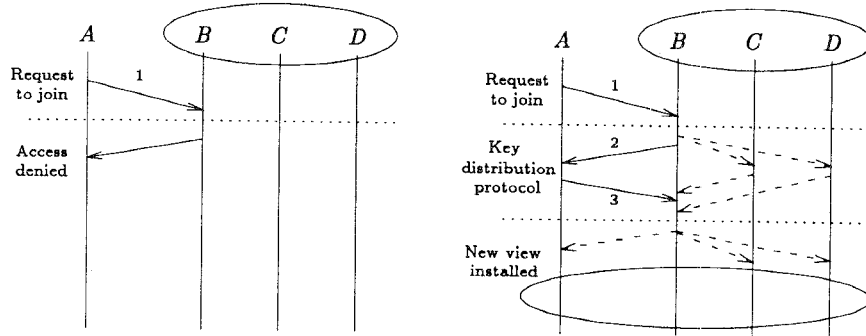 A B C D
Request
to join
1
Access
denied
A B C D
Request
to join
1
Key
distribution
protocol
2
3
New view
installed